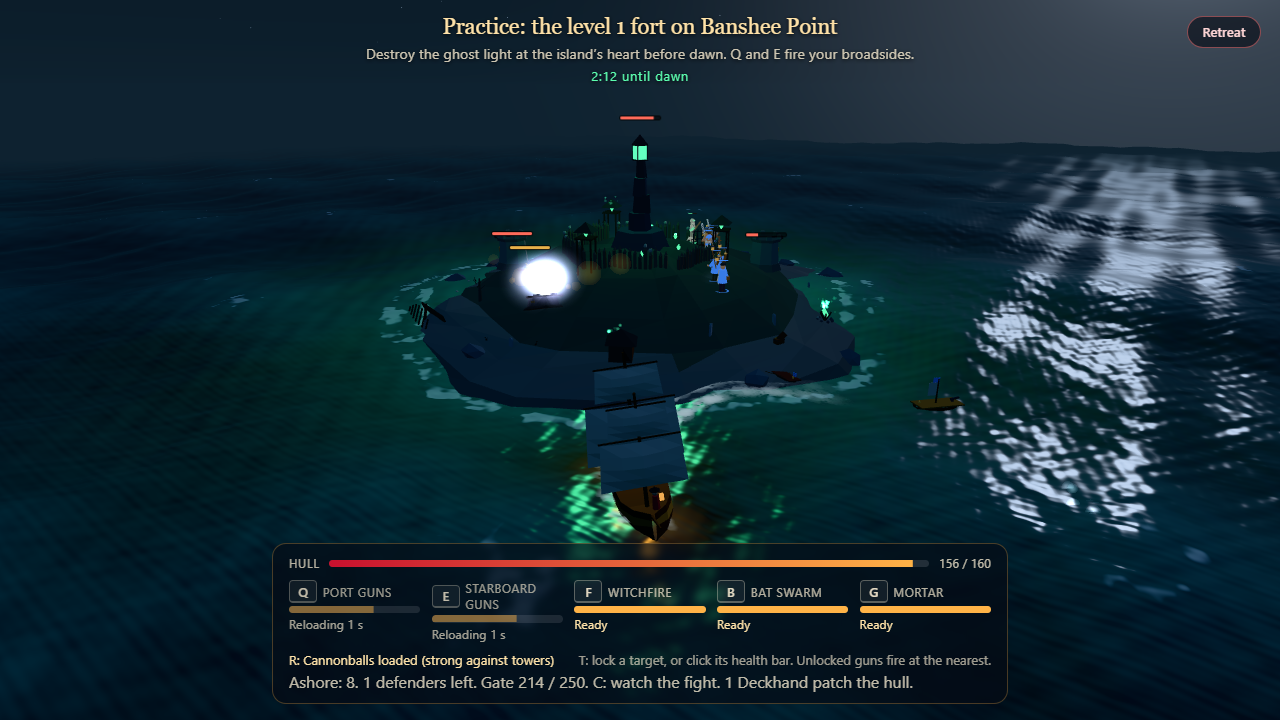 Practice: the level 1 fort on Banshee Point
Destroy the ghost light at the island's heart before dawn. Q and E fire your broadsides.
2:12 until dawn
Retreat
HULL 156 / 160
Q PORT GUNS
Reloading 1 s
E STARBOARD GUNS
Reloading 1 s
F WITCHFIRE
Ready
B BAT SWARM
Ready
G MORTAR
Ready
R: Cannonballs loaded (strong against towers) T: lock a target, or click its health bar. Unlocked guns fire at the nearest.
Ashore: 8. 1 defenders left. Gate 214 / 250. C: watch the fight. 1 Deckhand patch the hull.